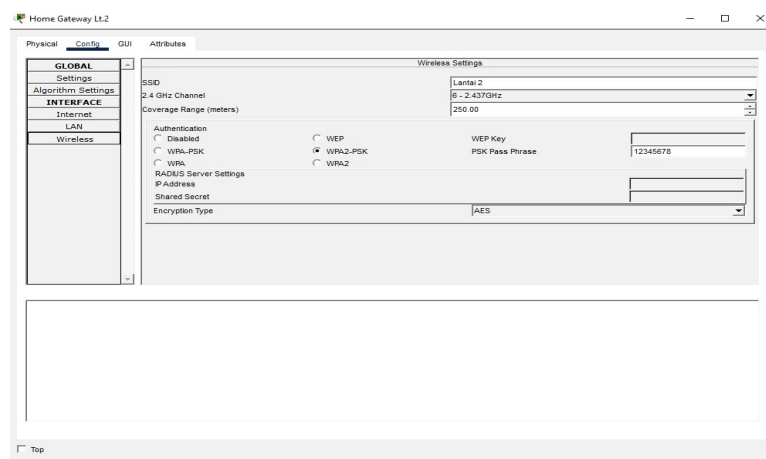 Home Gateway Lt.2
Physical Config GUI Attributes
GLOBAL
Settings
Algorithm Settings
INTERFACE
Internet
LAN
Wireless
Wireless Settings
SSID Lantai 2
2.4 GHz Channel 6 - 2.437GHz
Coverage Range (meters) 250.00
Authentication
Disabled WEP WEP Key
WPA-PSK WPA2-PSK PSK Pass Phrase 12345678
WPA WPA2
RADIUS Server Settings
IP Address
Shared Secret
Encryption Type AES
Top